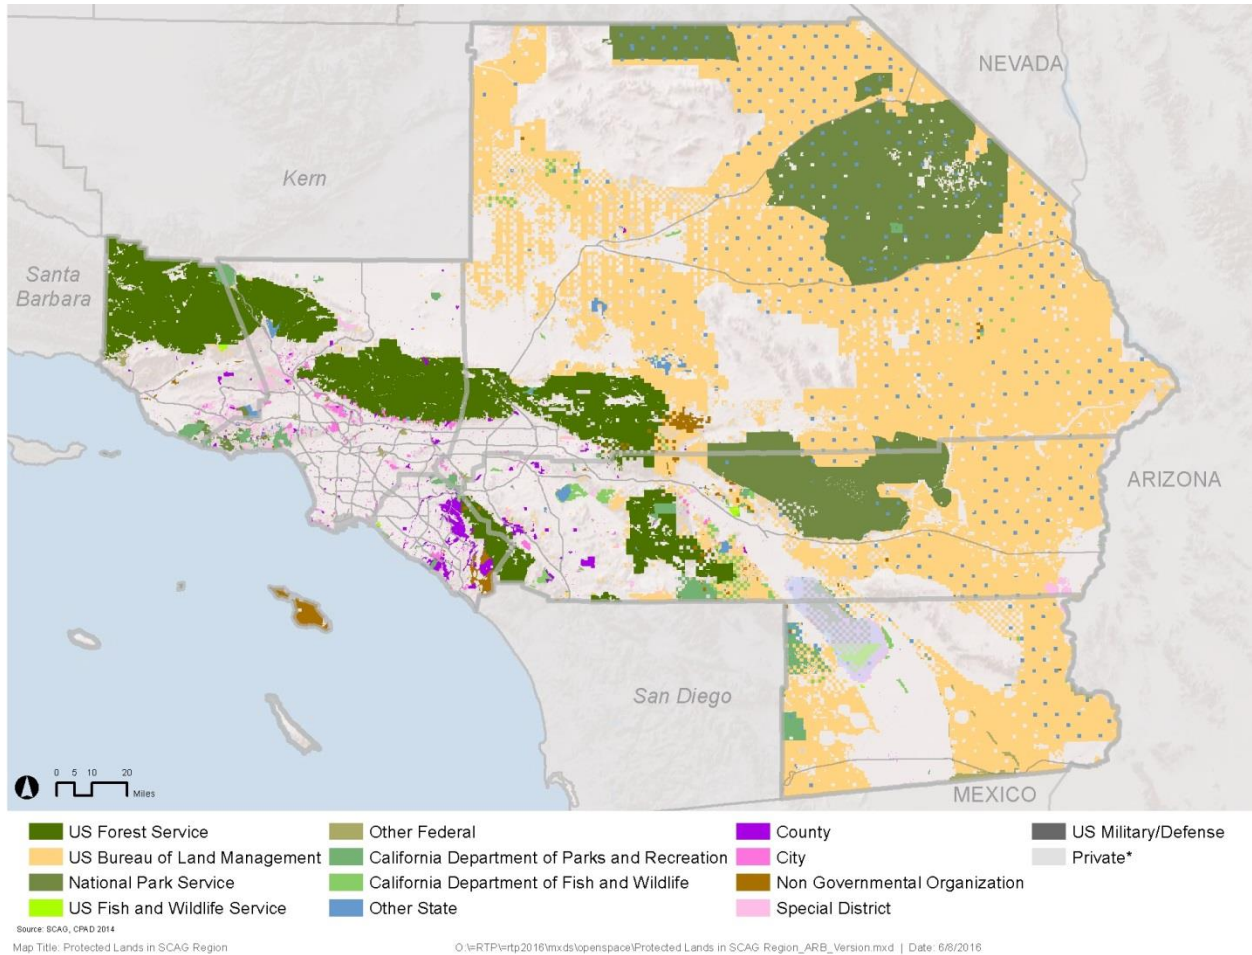 NEVADA
Kern
Santa
Barbara
ARIZONA
San Diego
MEXICO
0 5 10 20
Miles
US Forest Service
US Bureau of Land Management
National Park Service
US Fish and Wildlife Service
Other Federal
California Department of Parks and Recreation
California Department of Fish and Wildlife
Other State
County
City
Non Governmental Organization
Special District
US Military/Defense
Private*
Source: SCAG, CPAD 2014
Map Title: Protected Lands in SCAG Region
O:\=RTP\=rtp2016\mxds\openspace\Protected Lands in SCAG Region_ARB_Version.mxd | Date: 6/8/2016